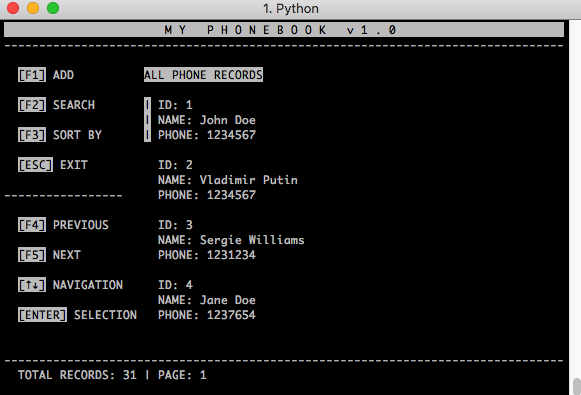 1. Python
M Y P H O N E B O O K v 1 . 0
[F1] ADD ALL PHONE RECORDS
[F2] SEARCH | ID: 1
| NAME: John Doe
[F3] SORT BY | PHONE: 1234567
[ESC] EXIT ID: 2
NAME: Vladimir Putin
------------------ PHONE: 1234567
[F4] PREVIOUS ID: 3
NAME: Sergie Williams
[F5] NEXT PHONE: 1231234
[↑↓] NAVIGATION ID: 4
NAME: Jane Doe
[ENTER] SELECTION PHONE: 1237654
TOTAL RECORDS: 31 | PAGE: 1